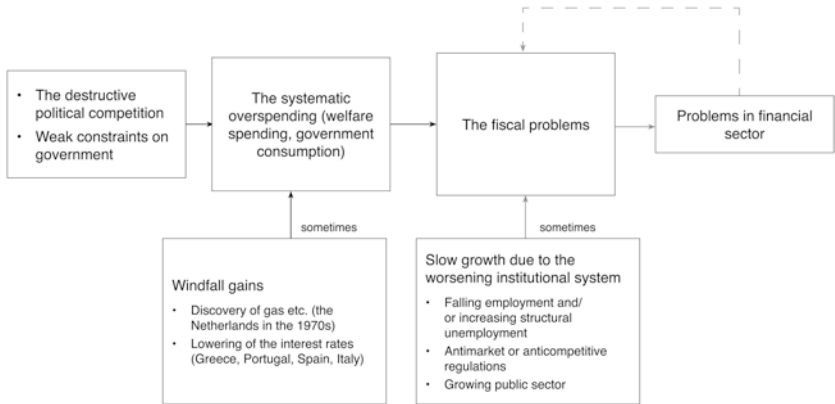 • The destructive
political competition
• Weak constraints on
government
The systematic
overspending (welfare
spending, government
consumption)
The fiscal problems
Problems in financial
sector
sometimes
Windfall gains
• Discovery of gas etc. (the
Netherlands in the 1970s)
• Lowering of the interest rates
(Greece, Portugal, Spain, Italy)
sometimes
Slow growth due to the
worsening institutional system
• Falling employment and/
or increasing structural
unemployment
• Antimarket or anticompetitive
regulations
• Growing public sector